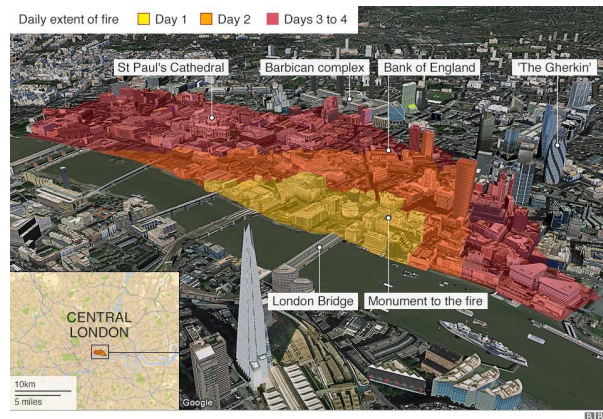 Daily extent of fire
Day 1
Day 2
Days 3 to 4
St Paul's Cathedral
Barbican complex
Bank of England
'The Gherkin'
London Bridge
Monument to the fire
CENTRAL
LONDON
10km
5 miles
Google